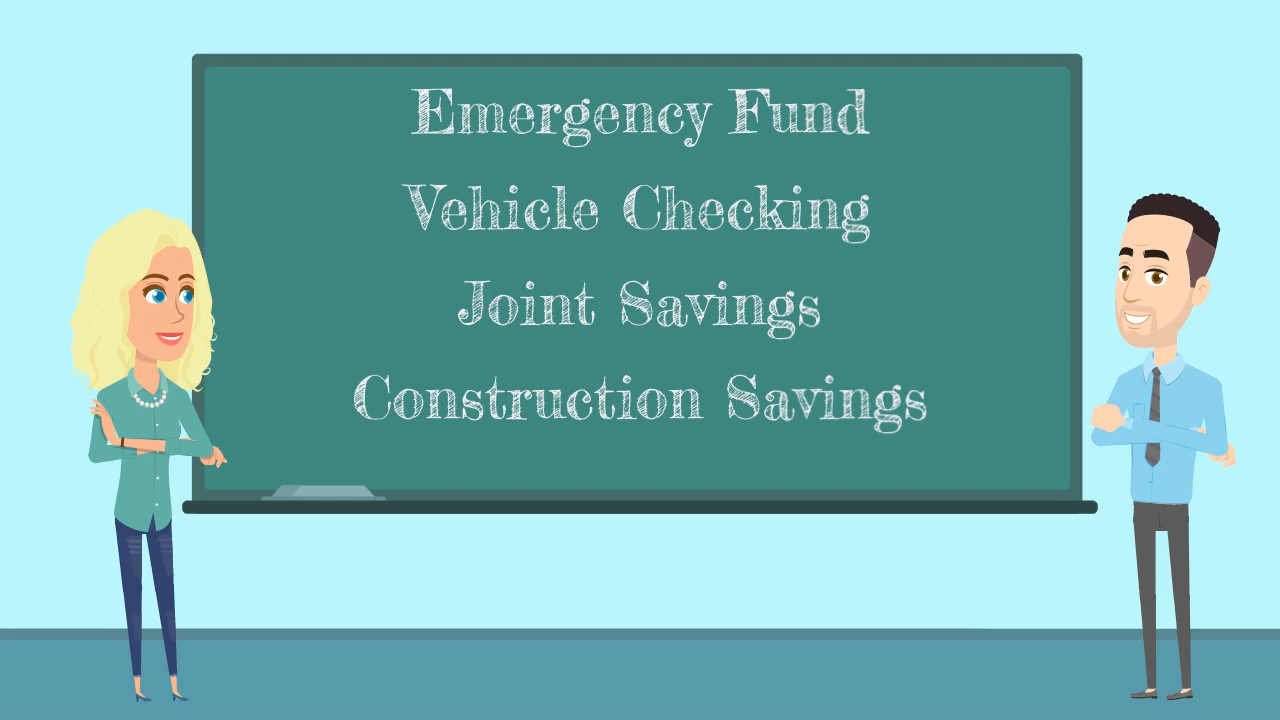 Emergency Fund
Vehicle Checking
Joint Savings
Construction Savings